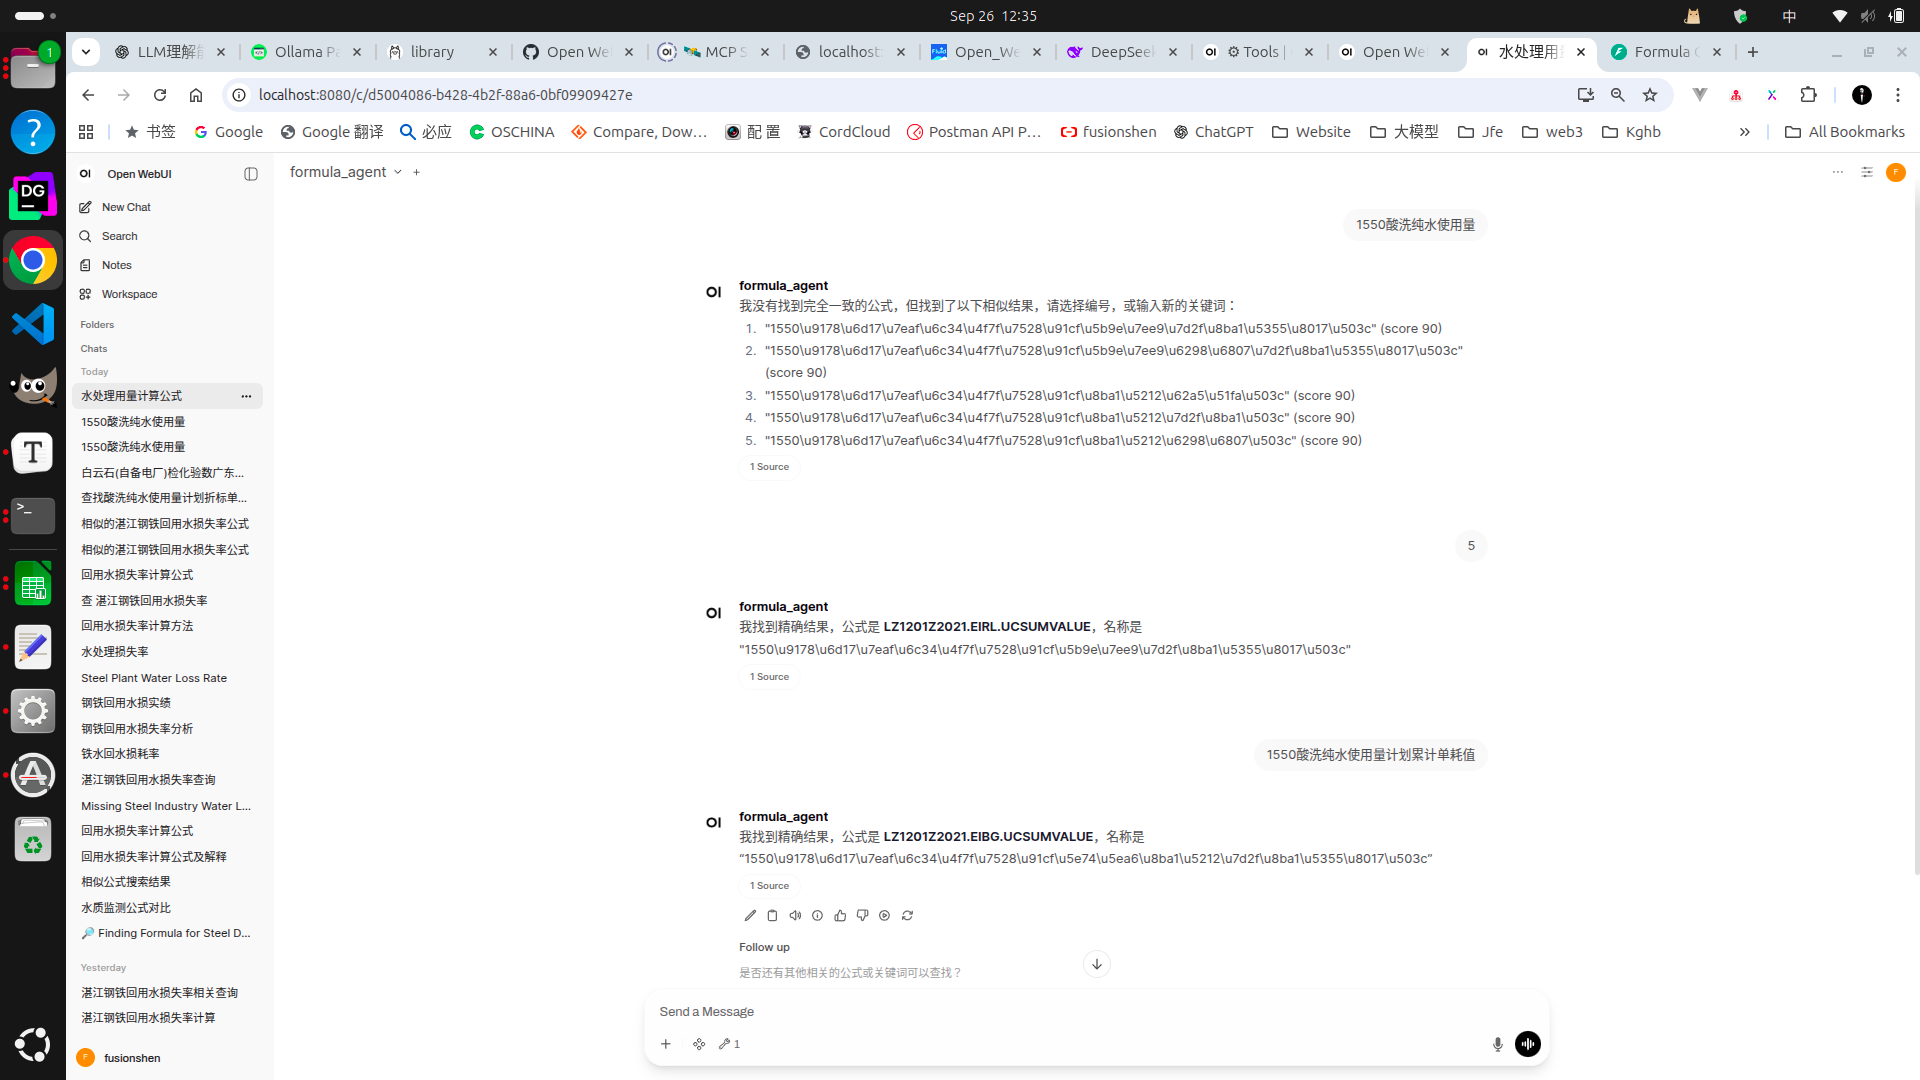 Sep 26 12:35
中
1
LLM理解能
Ollama Pa
library
Open We
MCP S
localhost:
Open_We
DeepSeek
Tools |
Open We
水处理用量
Formula
localhost:8080/c/d5004086-b428-4b2f-88a6-0bf09909427e
书签
Google
Google 翻译
必应
OSCHINA
Compare, Dow…
配 置
CordCloud
Postman API P…
fusionshen
ChatGPT
Website
大模型
Jfe
web3
Kghb
All Bookmarks
OI Open WebUI
New Chat
Search
Notes
Workspace
Folders
Chats
Today
水处理用量计算公式
1550酸洗纯水使用量
1550酸洗纯水使用量
白云石(自备电厂)检化验数广东...
查找酸洗纯水使用量计划折标单...
相似的湛江钢铁回用水损失率公式
相似的湛江钢铁回用水损失率公式
回用水损失率计算公式
查 湛江钢铁回用水损失率
回用水损失率计算方法
水处理损失率
Steel Plant Water Loss Rate
钢铁回用水损实绩
钢铁回用水损失率分析
铁水回水损耗率
湛江钢铁回用水损失率查询
Missing Steel Industry Water L...
回用水损失率计算公式
回用水损失率计算公式及解释
相似公式搜索结果
水质监测公式对比
Finding Formula for Steel D...
Yesterday
湛江钢铁回用水损失率相关查询
湛江钢铁回用水损失率计算
F fusionshen
formula_agent
F
1550酸洗纯水使用量
OI formula_agent
我没有找到完全一致的公式，但找到了以下相似结果，请选择编号，或输入新的关键词：
1. "1550\u9178\u6d17\u7eaf\u6c34\u4f7f\u7528\u91cf\u5b9e\u7ee9\u7d2f\u8ba1\u5355\u8017\u503c" (score 90)
2. "1550\u9178\u6d17\u7eaf\u6c34\u4f7f\u7528\u91cf\u5b9e\u7ee9\u6298\u6807\u7d2f\u8ba1\u5355\u8017\u503c"
(score 90)
3. "1550\u9178\u6d17\u7eaf\u6c34\u4f7f\u7528\u91cf\u8ba1\u5212\u62a5\u51fa\u503c" (score 90)
4. "1550\u9178\u6d17\u7eaf\u6c34\u4f7f\u7528\u91cf\u8ba1\u5212\u7d2f\u8ba1\u503c" (score 90)
5. "1550\u9178\u6d17\u7eaf\u6c34\u4f7f\u7528\u91cf\u8ba1\u5212\u6298\u6807\u503c" (score 90)
1 Source
5
OI formula_agent
我找到精确结果，公式是 LZ1201Z2021.EIRL.UCSUMVALUE，名称是
"1550\u9178\u6d17\u7eaf\u6c34\u4f7f\u7528\u91cf\u5b9e\u7ee9\u7d2f\u8ba1\u5355\u8017\u503c"
1 Source
1550酸洗纯水使用量计划累计单耗值
OI formula_agent
我找到精确结果，公式是 LZ1201Z2021.EIBG.UCSUMVALUE，名称是
"1550\u9178\u6d17\u7eaf\u6c34\u4f7f\u7528\u91cf\u5e74\u5ea6\u8ba1\u5212\u7d2f\u8ba1\u5355\u8017\u503c"
1 Source
Follow up
是否还有其他相关的公式或关键词可以查找？
Send a Message
1